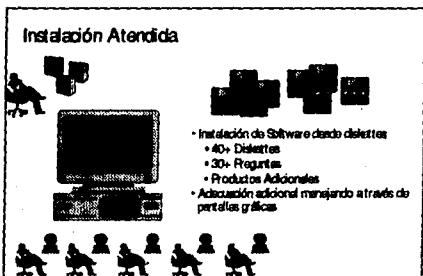 Instalación Atendida
• Instalación de Software desde diskettes
• 40+ Diskettes
• 30+ Preguntas
• Productos Adicionales
• Adecuación adicional manejando a través de
pantallas gráficas